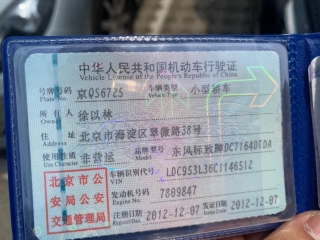 中华人民共和国机动车行驶证
Vehicle License of the People's Republic of China
号牌号码 京QS6725 车辆类型 小型轿车
Plate No. Vehicle Type
所有人 徐以林
Owner
住址 北京市海淀区翠微路38号
Address
使用性质 非营运 品牌型号 东风标致牌DC7164DTDA
Use Character Model
车辆识别代号 LDC953L36C1146512
VIN
北京市公安局公安交通管理局
发动机号码 7809847
Engine No.
注册日期 2012-12-07 发证日期 2012-12-07
Register Date Issue Date